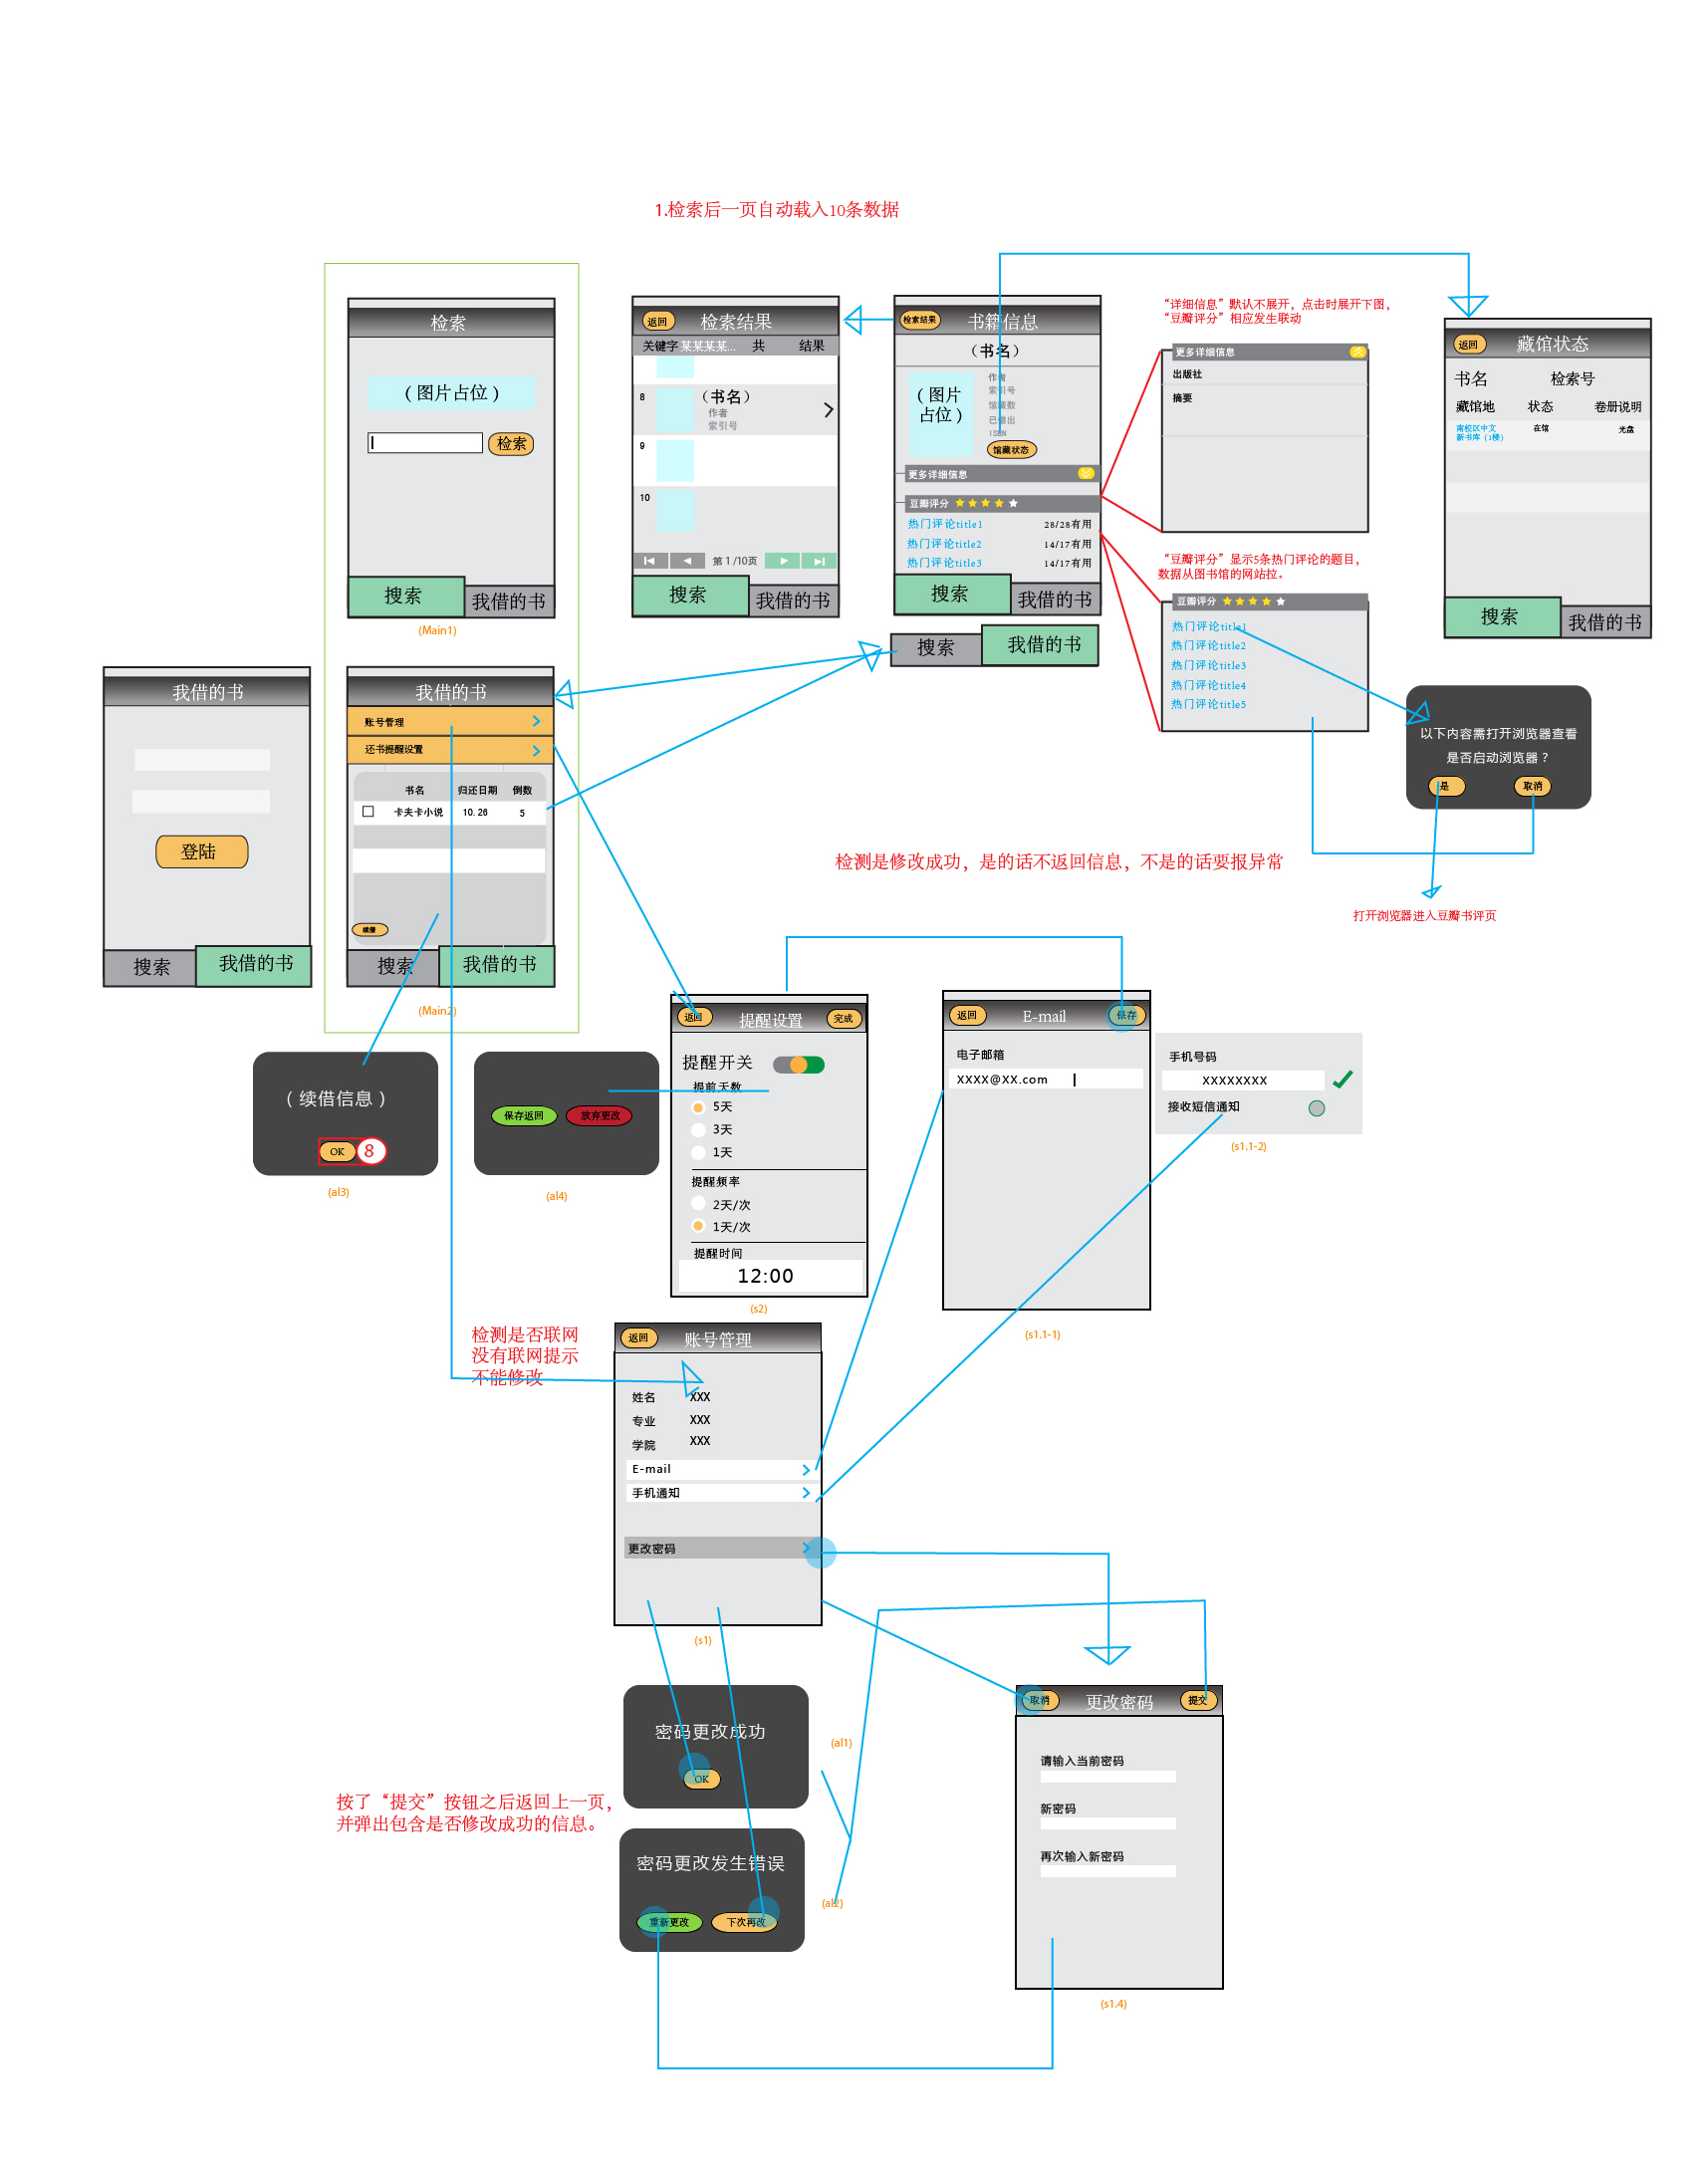 1.检索后一页自动载入10条数据
检索
（图片占位）
检索
搜索
我借的书
(Main1)
返回
检索结果
关键字 某某某某... 共 结果
8
（书名）
作者
索引号
9
10
第 1 /10页
搜索
我借的书
检索结果
书籍信息
（书名）
（图片
占位）
作者
索引号
馆藏数
已借出
ISBN
馆藏状态
更多详细信息
豆瓣评分
热门评论title1 28/28有用
热门评论title2 14/17有用
热门评论title3 14/17有用
搜索
我借的书
搜索
我借的书
“详细信息”默认不展开，点击时展开下图，
“豆瓣评分”相应发生联动
更多详细信息
出版社
摘要
“豆瓣评分”显示5条热门评论的题目，
数据从图书馆的网站拉。
豆瓣评分
热门评论title1
热门评论title2
热门评论title3
热门评论title4
热门评论title5
返回
藏馆状态
书名 检索号
藏馆地 状态 卷册说明
南校区中文
新书库（1楼）
在馆
光盘
搜索
我借的书
以下内容需打开浏览器查看
是否启动浏览器？
是
取消
打开浏览器进入豆瓣书评页
我借的书
登陆
搜索
我借的书
我借的书
账号管理
还书提醒设置
书名 归还日期 倒数
卡夫卡小说 10.26 5
续借
搜索
我借的书
(Main2)
检测是修改成功，是的话不返回信息，不是的话要报异常
（续借信息）
OK
8
(al3)
保存返回
放弃更改
(al4)
返回
提醒设置
完成
提醒开关
提前天数
5天
3天
1天
提醒频率
2天/次
1天/次
提醒时间
12:00
(s2)
返回
E-mail
保存
电子邮箱
XXXX@XX.com
(s1.1-1)
手机号码
XXXXXXXX
接收短信通知
(s1.1-2)
检测是否联网
没有联网提示
不能修改
返回
账号管理
姓名 XXX
专业 XXX
学院 XXX
E-mail
手机通知
更改密码
(s1)
密码更改成功
OK
(al1)
按了“提交”按钮之后返回上一页，
并弹出包含是否修改成功的信息。
密码更改发生错误
重新更改
下次再改
(al2)
取消
更改密码
提交
请输入当前密码
新密码
再次输入新密码
(s1.4)